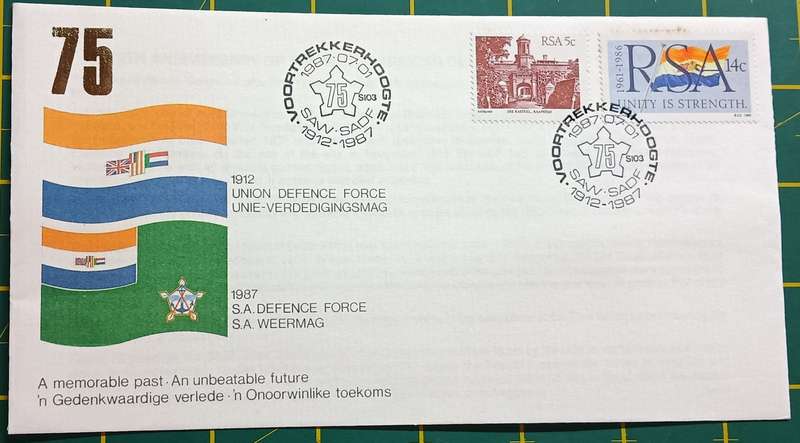 75
VOORTREKKERHOOGTE
1987·07·01
75
S103
SAW·SADF
1912-1987
RSA 5c
DIE KASTEEL, KAAPSTAD
1961-1986
RSA
14c
UNITY IS STRENGTH.
VOORTREKKERHOOGTE
1987·07·01
75
S103
SAW·SADF
1912-1987
1912
UNION DEFENCE FORCE
UNIE-VERDEDIGINGSMAG
1987
S.A. DEFENCE FORCE
S.A. WEERMAG
A memorable past · An unbeatable future
'n Gedenkwaardige verlede · 'n Onoorwinlike toekoms